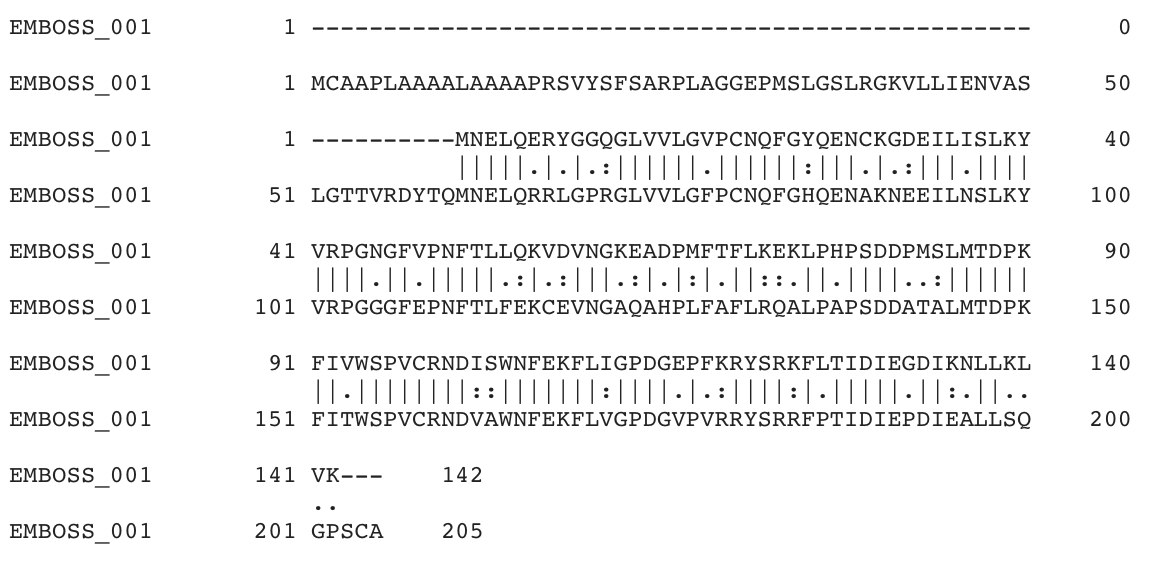 EMBOSS_001 1 -------------------------------------------------- 0
EMBOSS_001 1 MCAAPLAAAALAAAAPRSVYSFSARPLAGGEPMSLGSLRGKVLLIENVAS 50
EMBOSS_001 1 ----------MNELQERYGGQGLVVLGVPCNQFGYQENCKGDEILISLKY 40
|||||.|.|.:||||||.||||||:|||.|.:|||.||||
EMBOSS_001 51 LGTTVRDYTQMNELQRRLGPRGLVVLGFPCNQFGHQENAKNEEILNSLKY 100
EMBOSS_001 41 VRPGNGFVPNFTLLQKVDVNGKEADPMFTFLKEKLPHPSDDPMSLMTDPK 90
||||.||.|||||.:|.:|||.:|.|:|.||::.||.||||..:||||||
EMBOSS_001 101 VRPGGGFEPNFTLFEKCEVNGAQAHPLFAFLRQALPAPSDDATALMTDPK 150
EMBOSS_001 91 FIVWSPVCRNDISWNFEKFLIGPDGEPFKRYSRKFLTIDIEGDIKNLLKL 140
||.||||||||::|||||||:||||.|.:||||:|.|||||.||:.||..
EMBOSS_001 151 FITWSPVCRNDVAWNFEKFLVGPDGVPVRRYSRRFPTIDIEPDIEALLSQ 200
EMBOSS_001 141 VK--- 142
..
EMBOSS_001 201 GPSCA 205